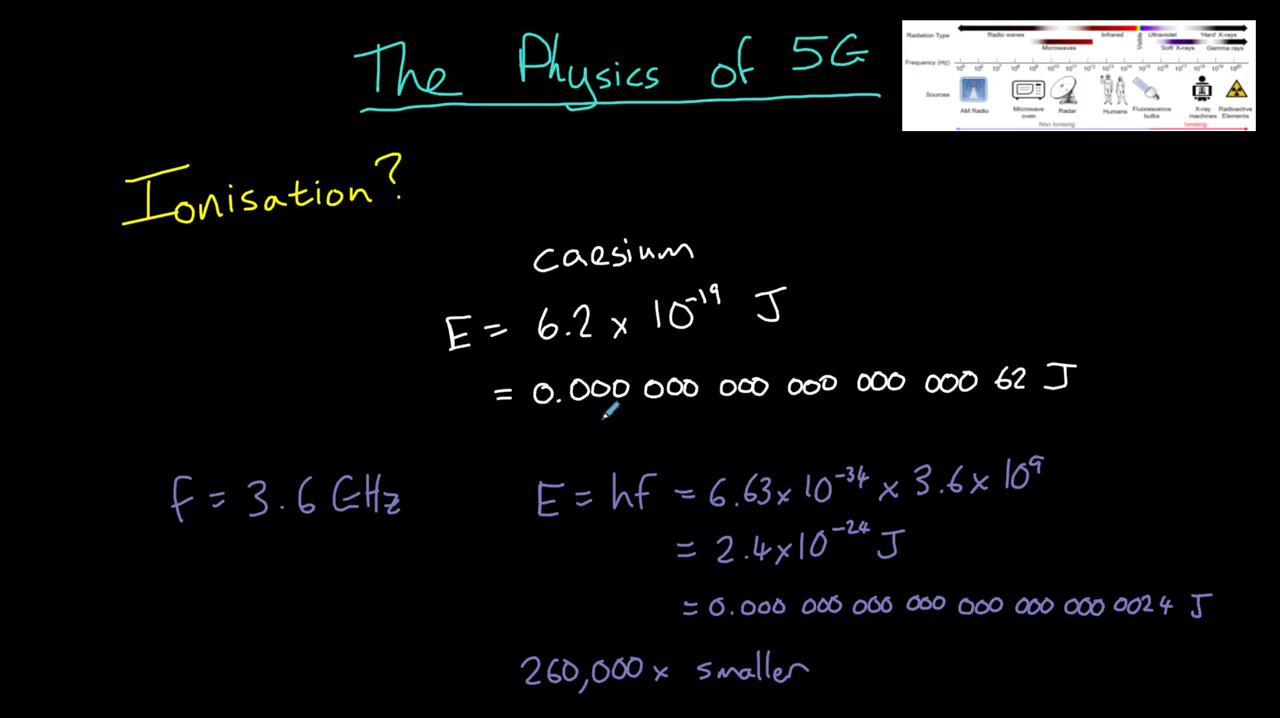 The Physics of 5G
Radiation Type Radio waves Microwaves Infrared Visible Ultraviolet Soft X-rays 'Hard' X-rays Gamma rays
Frequency (Hz)
Sources AM Radio Microwave oven Radar Humans Fluorescence bulbs X-ray machines Radioactive Elements
Non Ionising Ionising
Ionisation?
caesium
E = 6.2 x 10⁻¹⁹ J
= 0.000 000 000 000 000 000 62 J
f = 3.6 GHz E = hf = 6.63 x 10⁻³⁴ x 3.6 x 10⁹
= 2.4 x 10⁻²⁴ J
= 0.000 000 000 000 000 000 000 0024 J
260,000 x smaller